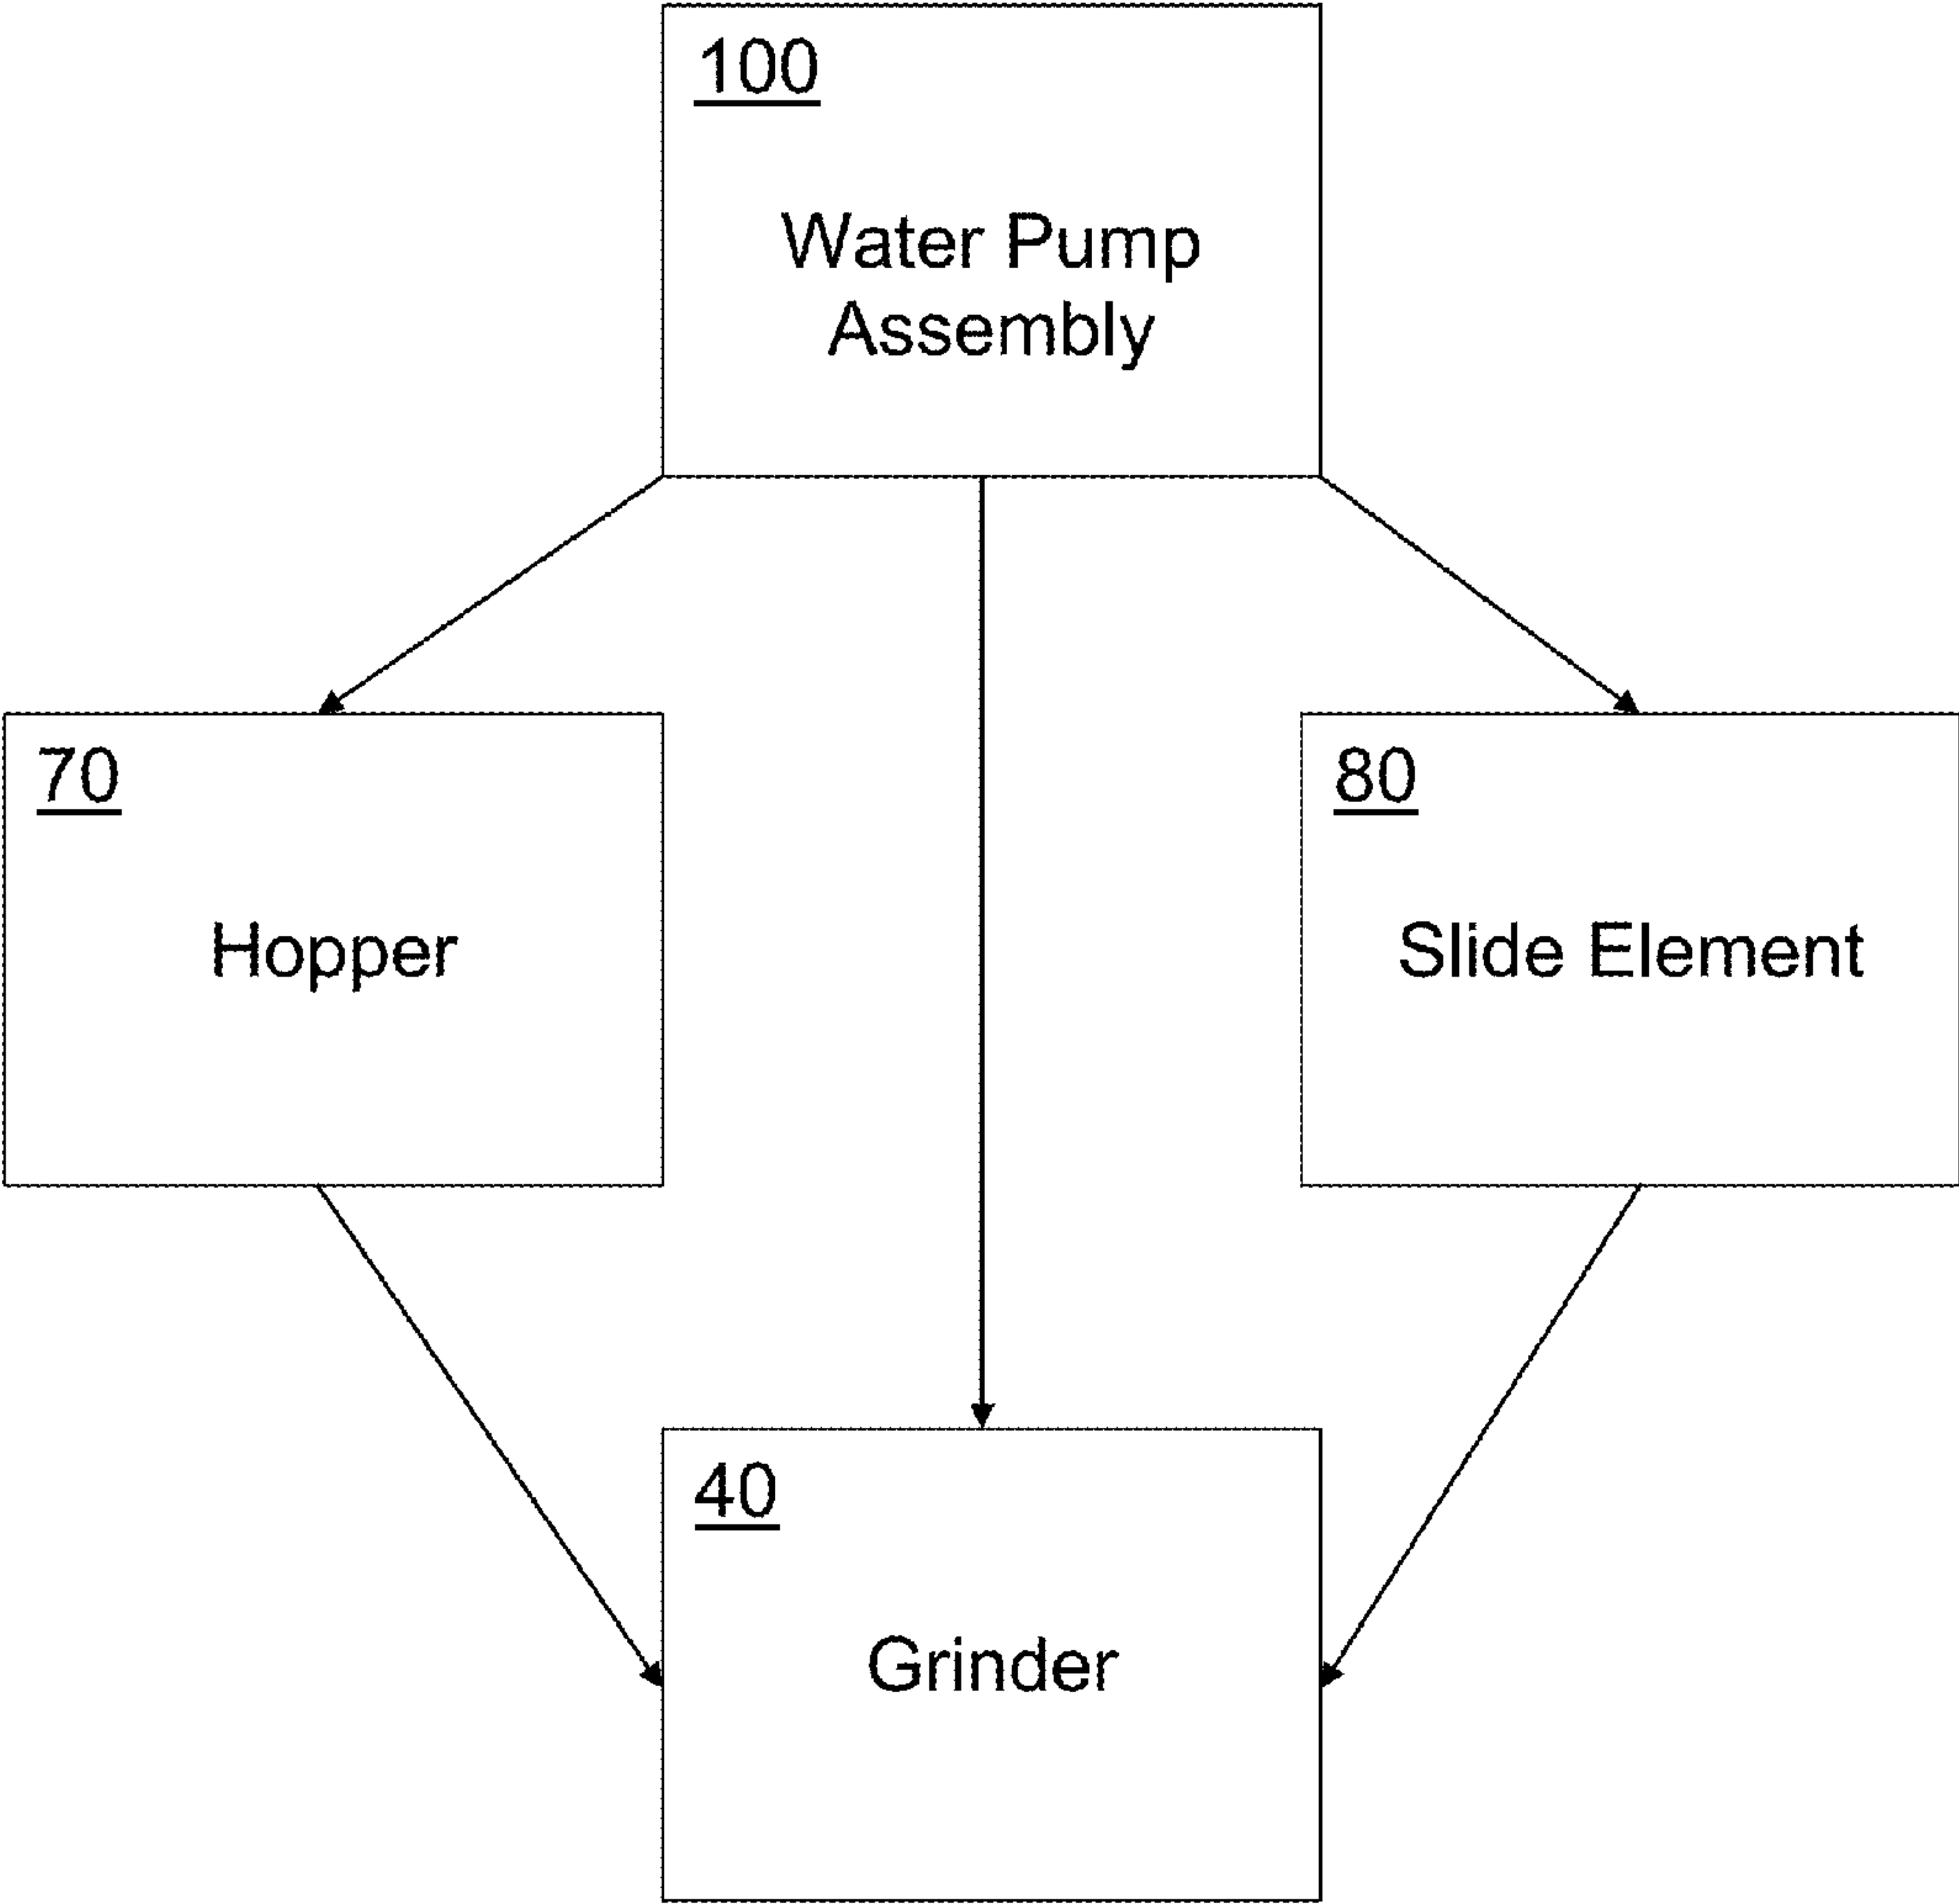 100
Water Pump
Assembly
70
Hopper
80
Slide Element
40
Grinder